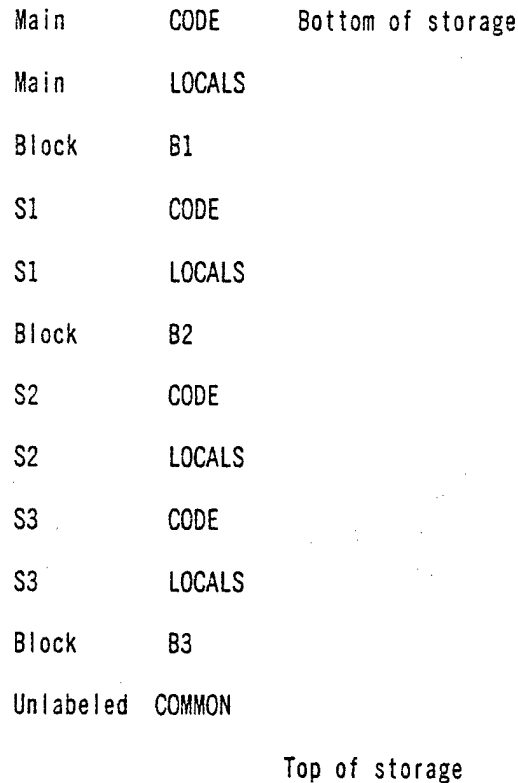 Main CODE Bottom of storage
Main LOCALS
Block B1
S1 CODE
S1 LOCALS
Block B2
S2 CODE
S2 LOCALS
S3 CODE
S3 LOCALS
Block B3
Unlabeled COMMON
Top of storage